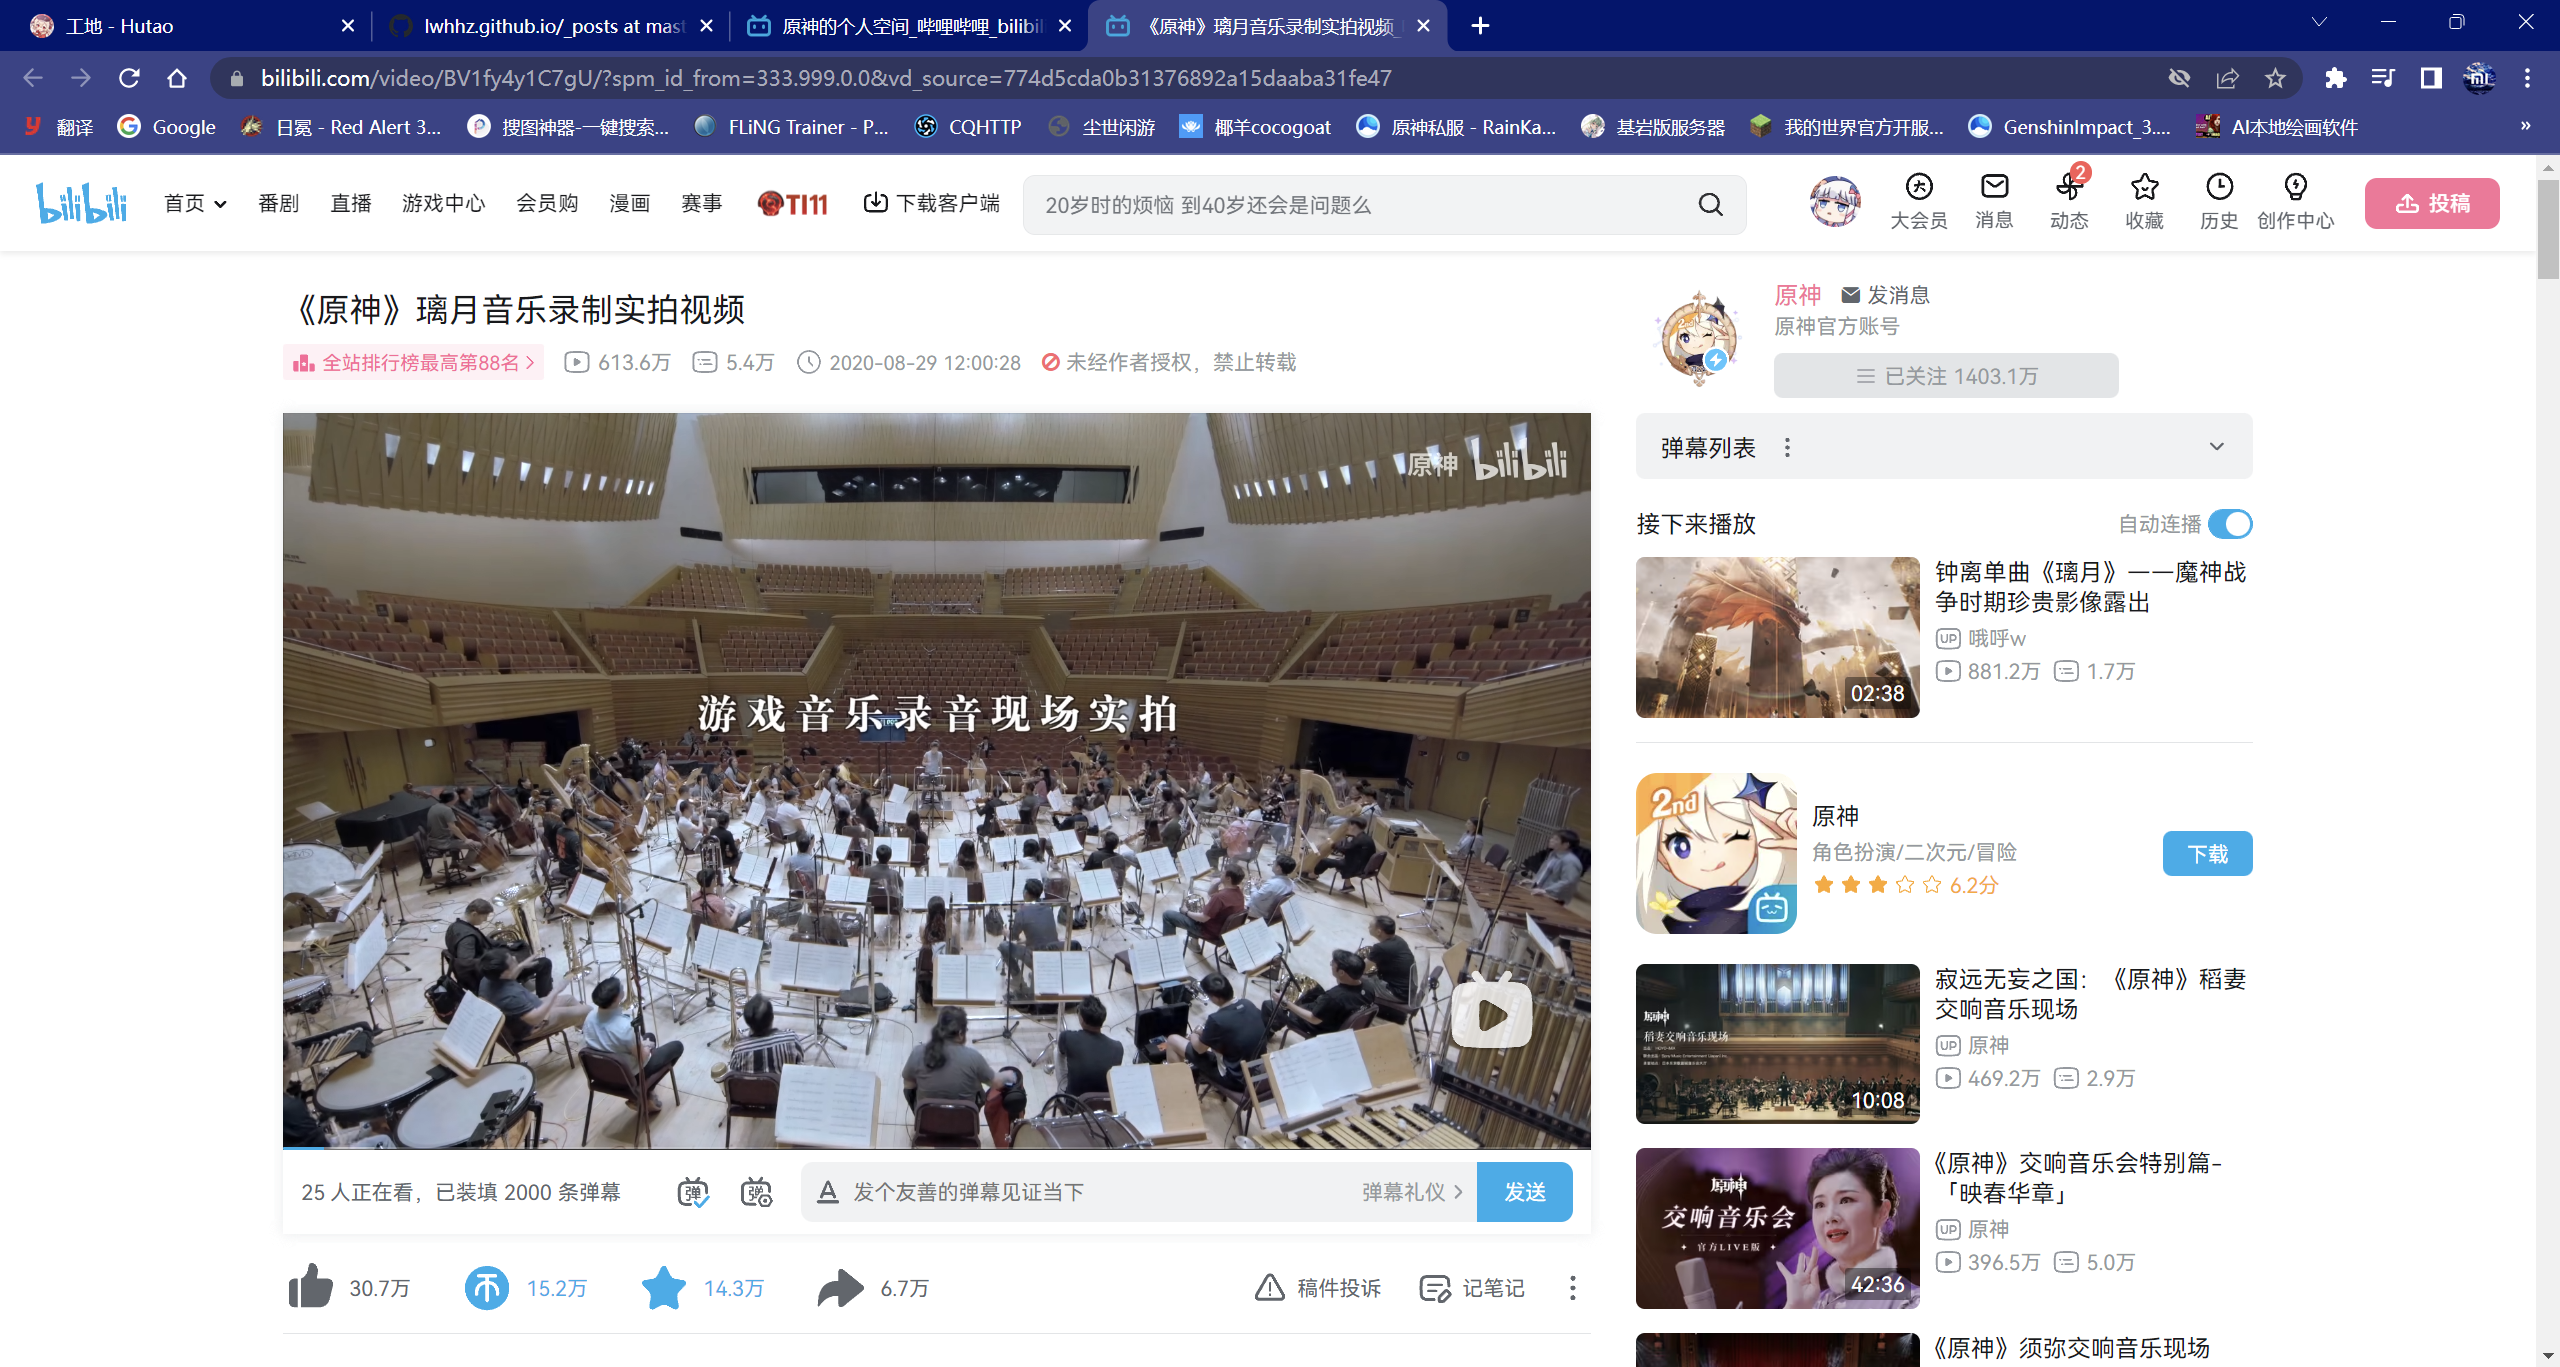 工地 - Hutao
lwhhz.github.io/_posts at mast
原神的个人空间_哔哩哔哩_bilibili
《原神》璃月音乐录制实拍视频_
bilibili.com/video/BV1fy4y1C7gU/?spm_id_from=333.999.0.0&vd_source=774d5cda0b31376892a15daaba31fe47
翻译
Google
日冕 - Red Alert 3...
搜图神器-一键搜索...
FLiNG Trainer - P...
CQHTTP
尘世闲游
椰羊cocogoat
原神私服 - RainKa...
基岩版服务器
我的世界官方开服...
GenshinImpact_3....
AI本地绘画软件
»
bilibili
首页
番剧
直播
游戏中心
会员购
漫画
赛事
TI11
下载客户端
20岁时的烦恼 到40岁还会是问题么
大会员
消息
2
动态
收藏
历史
创作中心
投稿
《原神》璃月音乐录制实拍视频
全站排行榜最高第88名
613.6万
5.4万
2020-08-29 12:00:28
未经作者授权，禁止转载
原神 bilibili
游戏音乐录音现场实拍
25 人正在看，已装填 2000 条弹幕
弹
弹
A
发个友善的弹幕见证当下
弹幕礼仪
发送
30.7万
15.2万
14.3万
6.7万
稿件投诉
记笔记
原神
发消息
原神官方账号
已关注 1403.1万
弹幕列表
接下来播放
自动连播
02:38
钟离单曲《璃月》一一魔神战
争时期珍贵影像露出
UP 哦呼w
881.2万
1.7万
2nd
原神
角色扮演/二次元/冒险
6.2分
下载
原神
稻妻交响音乐现场
10:08
寂远无妄之国：《原神》稻妻
交响音乐现场
UP 原神
469.2万
2.9万
原神
交响音乐会
官方LIVE版
42:36
《原神》交响音乐会特别篇-
「映春华章」
UP 原神
396.5万
5.0万
《原神》须弥交响音乐现场